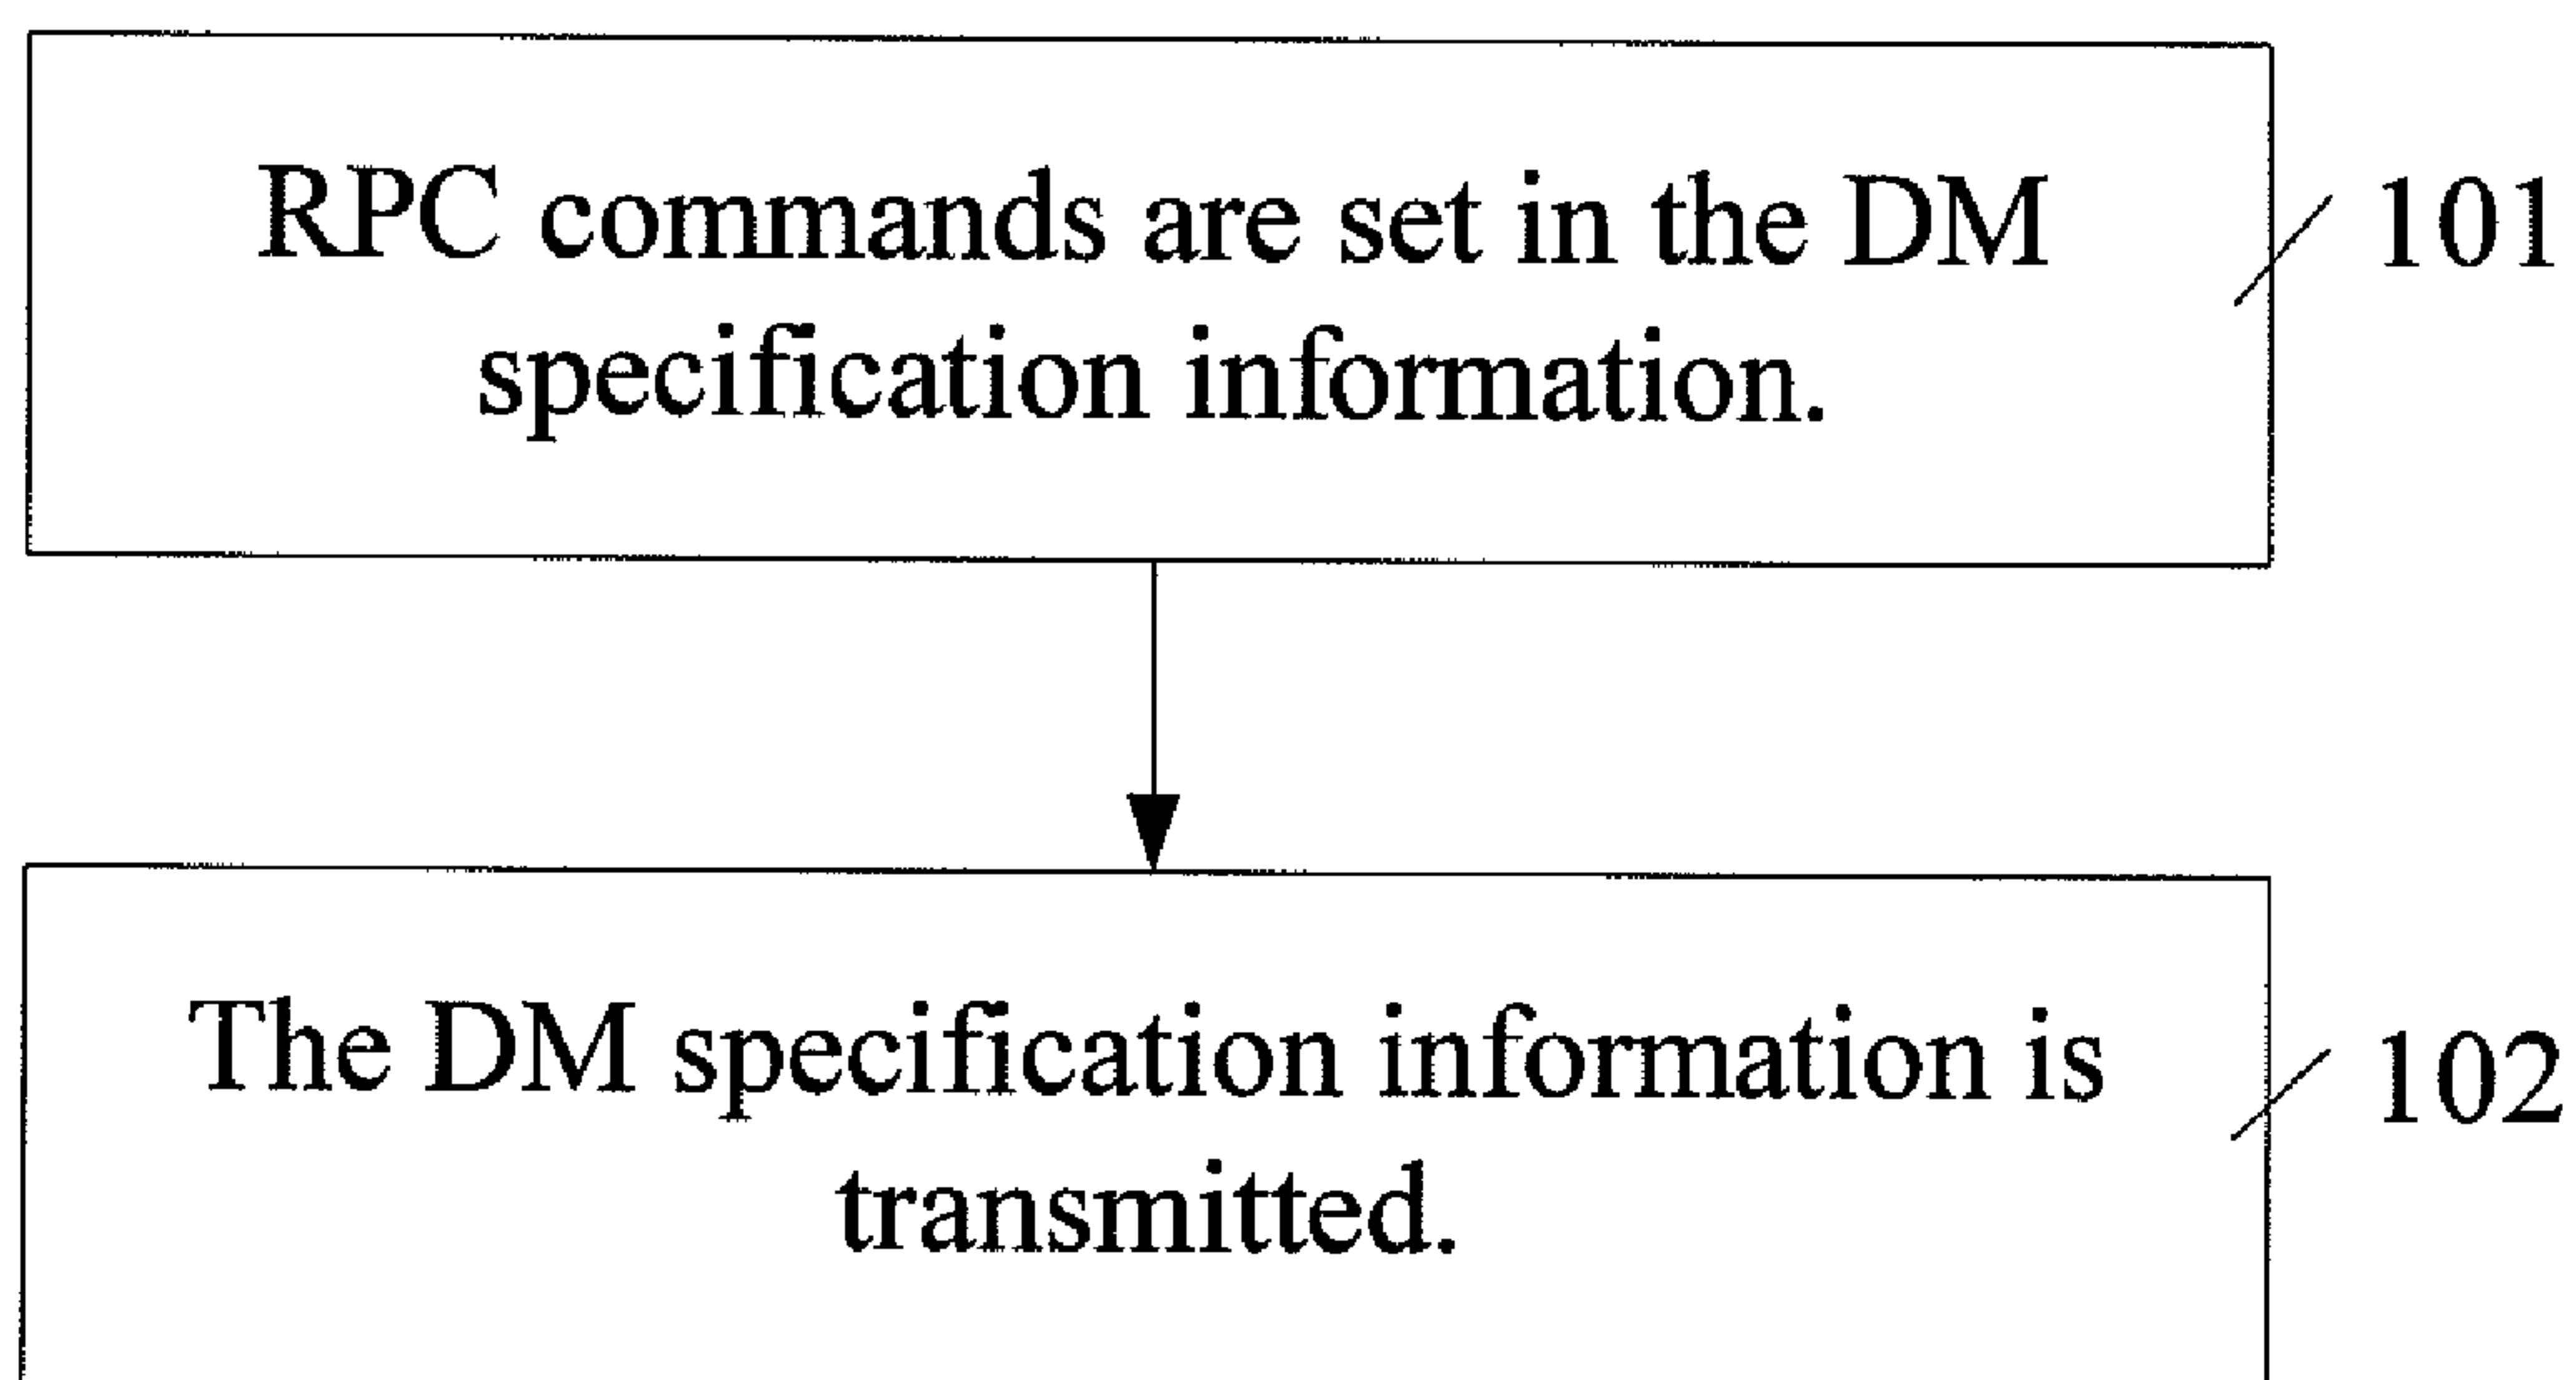 RPC commands are set in the DM
specification information.
101
The DM specification information is
transmitted.
102